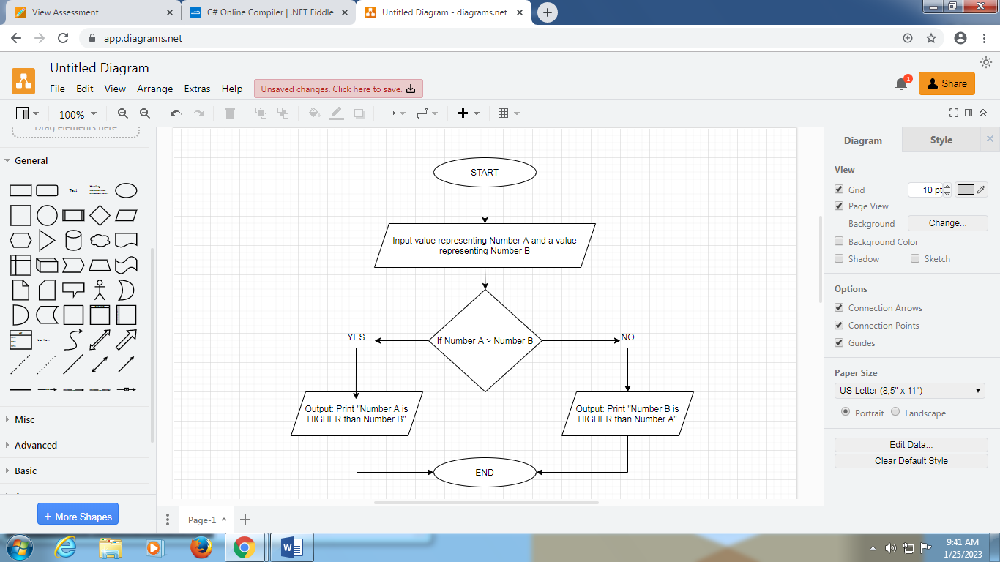 View Assessment
C# Online Compiler | .NET Fiddle
Untitled Diagram - diagrams.net
app.diagrams.net
Untitled Diagram
File Edit View Arrange Extras Help
Unsaved changes. Click here to save.
1
Share
100%
Drag elements here
General
Text
Heading
List Item
Misc
Advanced
Basic
+ More Shapes
START
Input value representing Number A and a value
representing Number B
If Number A > Number B
YES
NO
Output: Print "Number A is
HIGHER than Number B"
Output: Print "Number B is
HIGHER than Number A"
END
Page-1
Diagram
Style
View
Grid
10 pt
Page View
Background
Change...
Background Color
Shadow
Sketch
Options
Connection Arrows
Connection Points
Guides
Paper Size
US-Letter (8,5" x 11")
Portrait
Landscape
Edit Data...
Clear Default Style
9:41 AM
1/25/2023